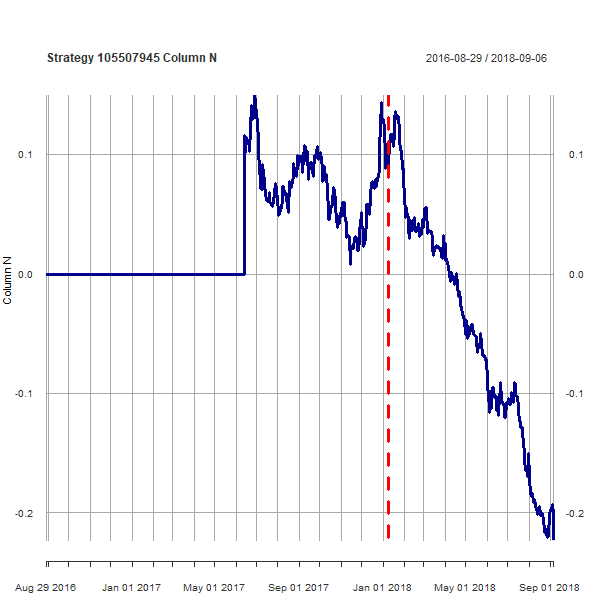 Strategy 105507945 Column N
2016-08-29 / 2018-09-06
0.1
0.1
0.0
0.0
-0.1
-0.1
-0.2
-0.2
Column N
Aug 29 2016
Jan 01 2017
May 01 2017
Sep 01 2017
Jan 01 2018
May 01 2018
Sep 01 2018